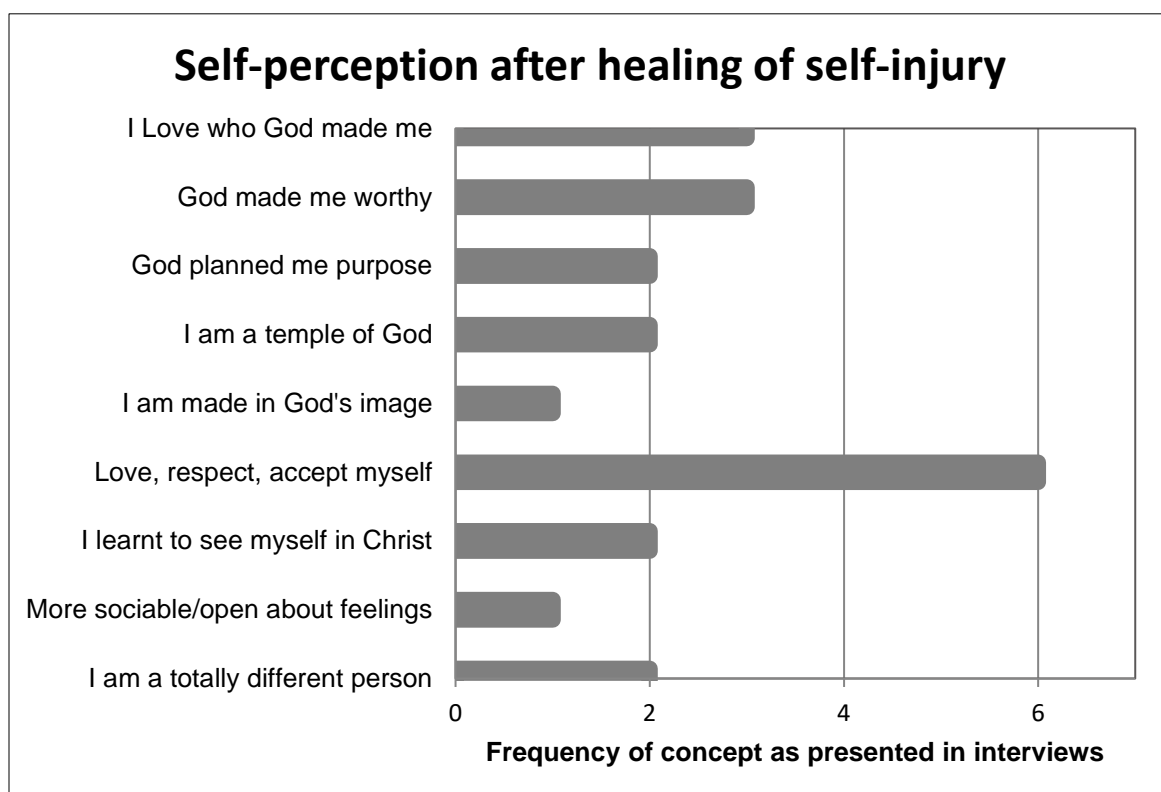 Self-perception after healing of self-injury
I Love who God made me
God made me worthy
God planned me purpose
I am a temple of God
I am made in God's image
Love, respect, accept myself
I learnt to see myself in Christ
More sociable/open about feelings
I am a totally different person
0 2 4 6
Frequency of concept as presented in interviews